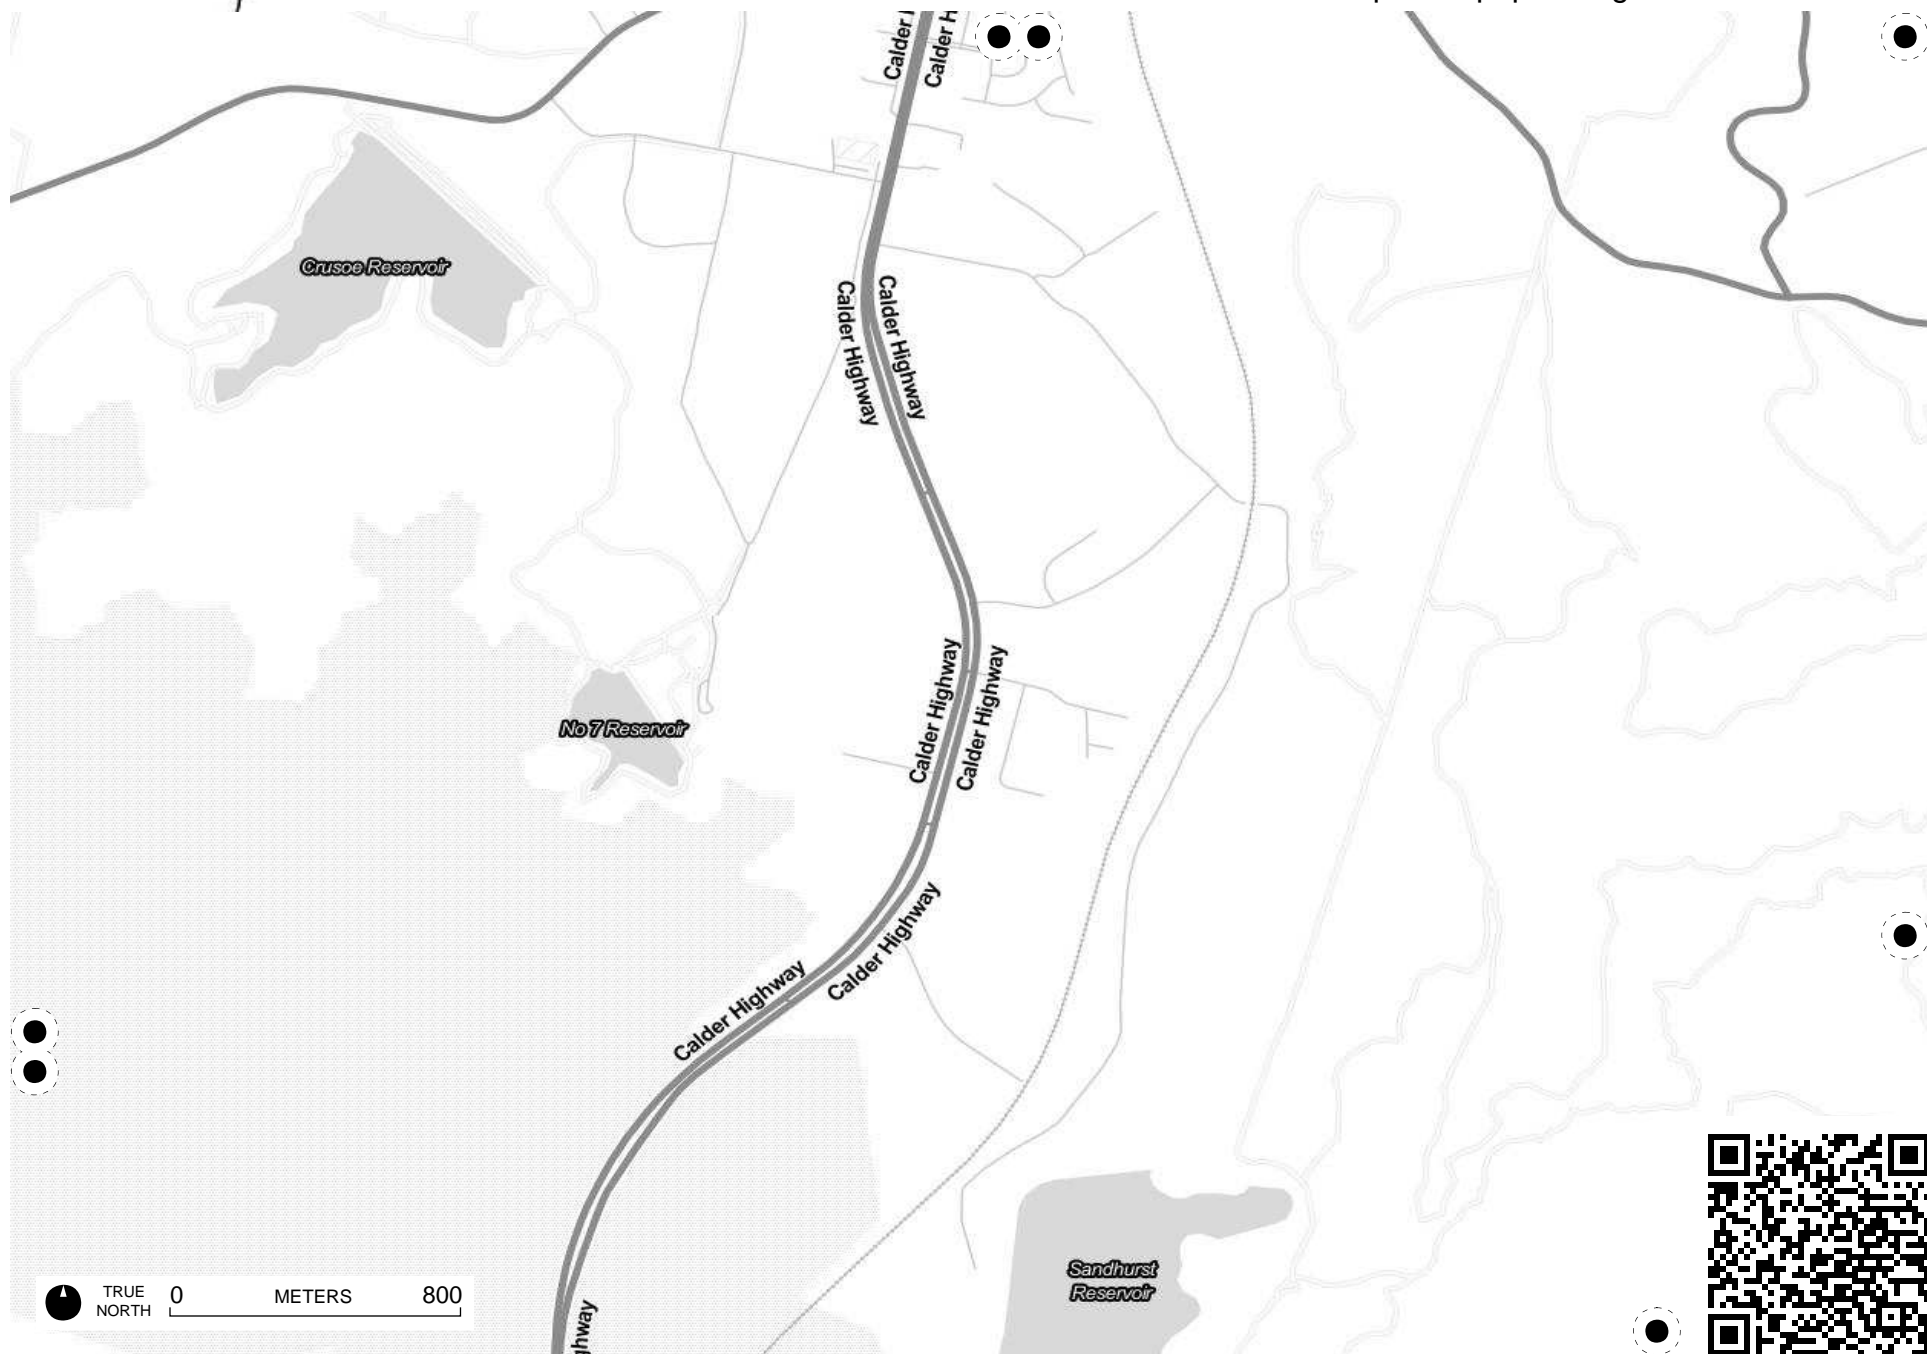 Calder
Calder H
Crusoe Reservoir
Calder Highway
Calder Highway
Calder Highway
Calder Highway
No 7 Reservoir
Calder Highway
Calder Highway
Sandhurst
Reservoir
TRUE
NORTH
0 METERS 800
ghway